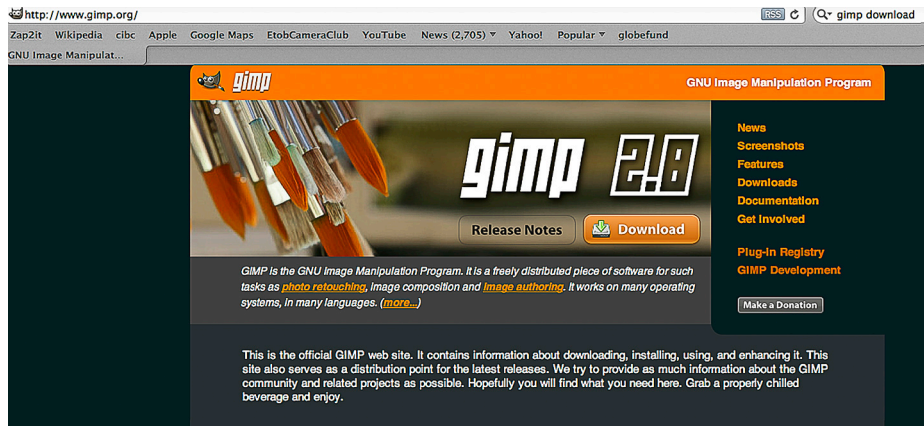 http://www.gimp.org/
RSS
gimp download
Zap2it Wikipedia cibc Apple Google Maps EtobCameraClub YouTube News (2,705) Yahoo! Popular globefund
GNU Image Manipulat...
gimp
GNU Image Manipulation Program
gimp 2.8
Release Notes
Download
News
Screenshots
Features
Downloads
Documentation
Get Involved
Plug-in Registry
GIMP Development
Make a Donation
GIMP is the GNU Image Manipulation Program. It is a freely distributed piece of software for such
tasks as photo retouching, image composition and image authoring. It works on many operating
systems, in many languages. (more...)
This is the official GIMP web site. It contains information about downloading, installing, using, and enhancing it. This
site also serves as a distribution point for the latest releases. We try to provide as much information about the GIMP
community and related projects as possible. Hopefully you will find what you need here. Grab a properly chilled
beverage and enjoy.